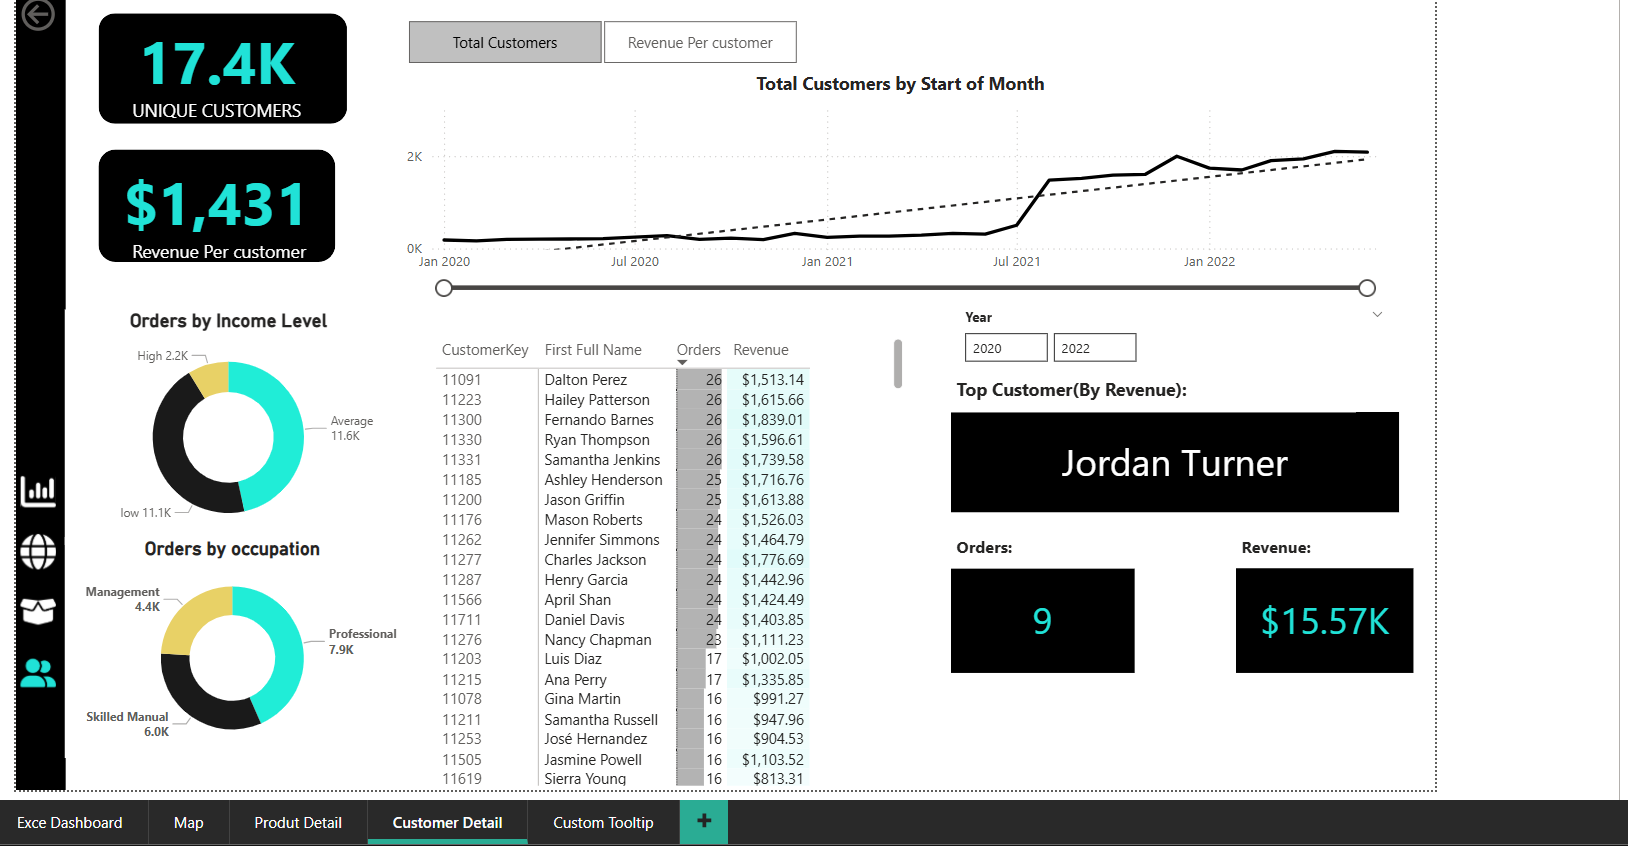 17.4K
UNIQUE CUSTOMERS
$1,431
Revenue Per customer
Total Customers
Revenue Per customer
Total Customers by Start of Month
2K
0K
Jan 2020
Jul 2020
Jan 2021
Jul 2021
Jan 2022
Orders by Income Level
High 2.2K
Average
11.6K
low 11.1K
Orders by occupation
Management
4.4K
Professional
7.9K
Skilled Manual
6.0K
CustomerKey First Full Name Orders Revenue
11091 Dalton Perez 26 $1,513.14
11223 Hailey Patterson 26 $1,615.66
11300 Fernando Barnes 26 $1,839.01
11330 Ryan Thompson 26 $1,596.61
11331 Samantha Jenkins 26 $1,739.58
11185 Ashley Henderson 25 $1,716.76
11200 Jason Griffin 25 $1,613.88
11176 Mason Roberts 24 $1,526.03
11262 Jennifer Simmons 24 $1,464.79
11277 Charles Jackson 24 $1,776.69
11287 Henry Garcia 24 $1,442.96
11566 April Shan 24 $1,424.49
11711 Daniel Davis 24 $1,403.85
11276 Nancy Chapman 23 $1,111.23
11203 Luis Diaz 17 $1,002.05
11215 Ana Perry 17 $1,335.85
11078 Gina Martin 16 $991.27
11211 Samantha Russell 16 $947.96
11253 José Hernandez 16 $904.53
11505 Jasmine Powell 16 $1,103.52
11619 Sierra Young 16 $813.31
Year
2020
2022
Top Customer(By Revenue):
Jordan Turner
Orders:
Revenue:
9
$15.57K
Exce Dashboard
Map
Produt Detail
Customer Detail
Custom Tooltip
+